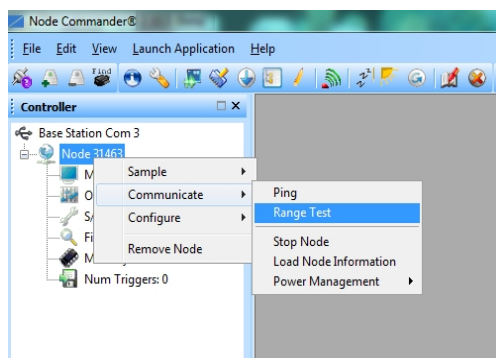 Node Commander®
File Edit View Launch Application Help
Find
Controller
Base Station Com 3
Node 31463
Sample
Communicate
Configure
Remove Node
Ping
Range Test
Stop Node
Load Node Information
Power Management
Num Triggers: 0